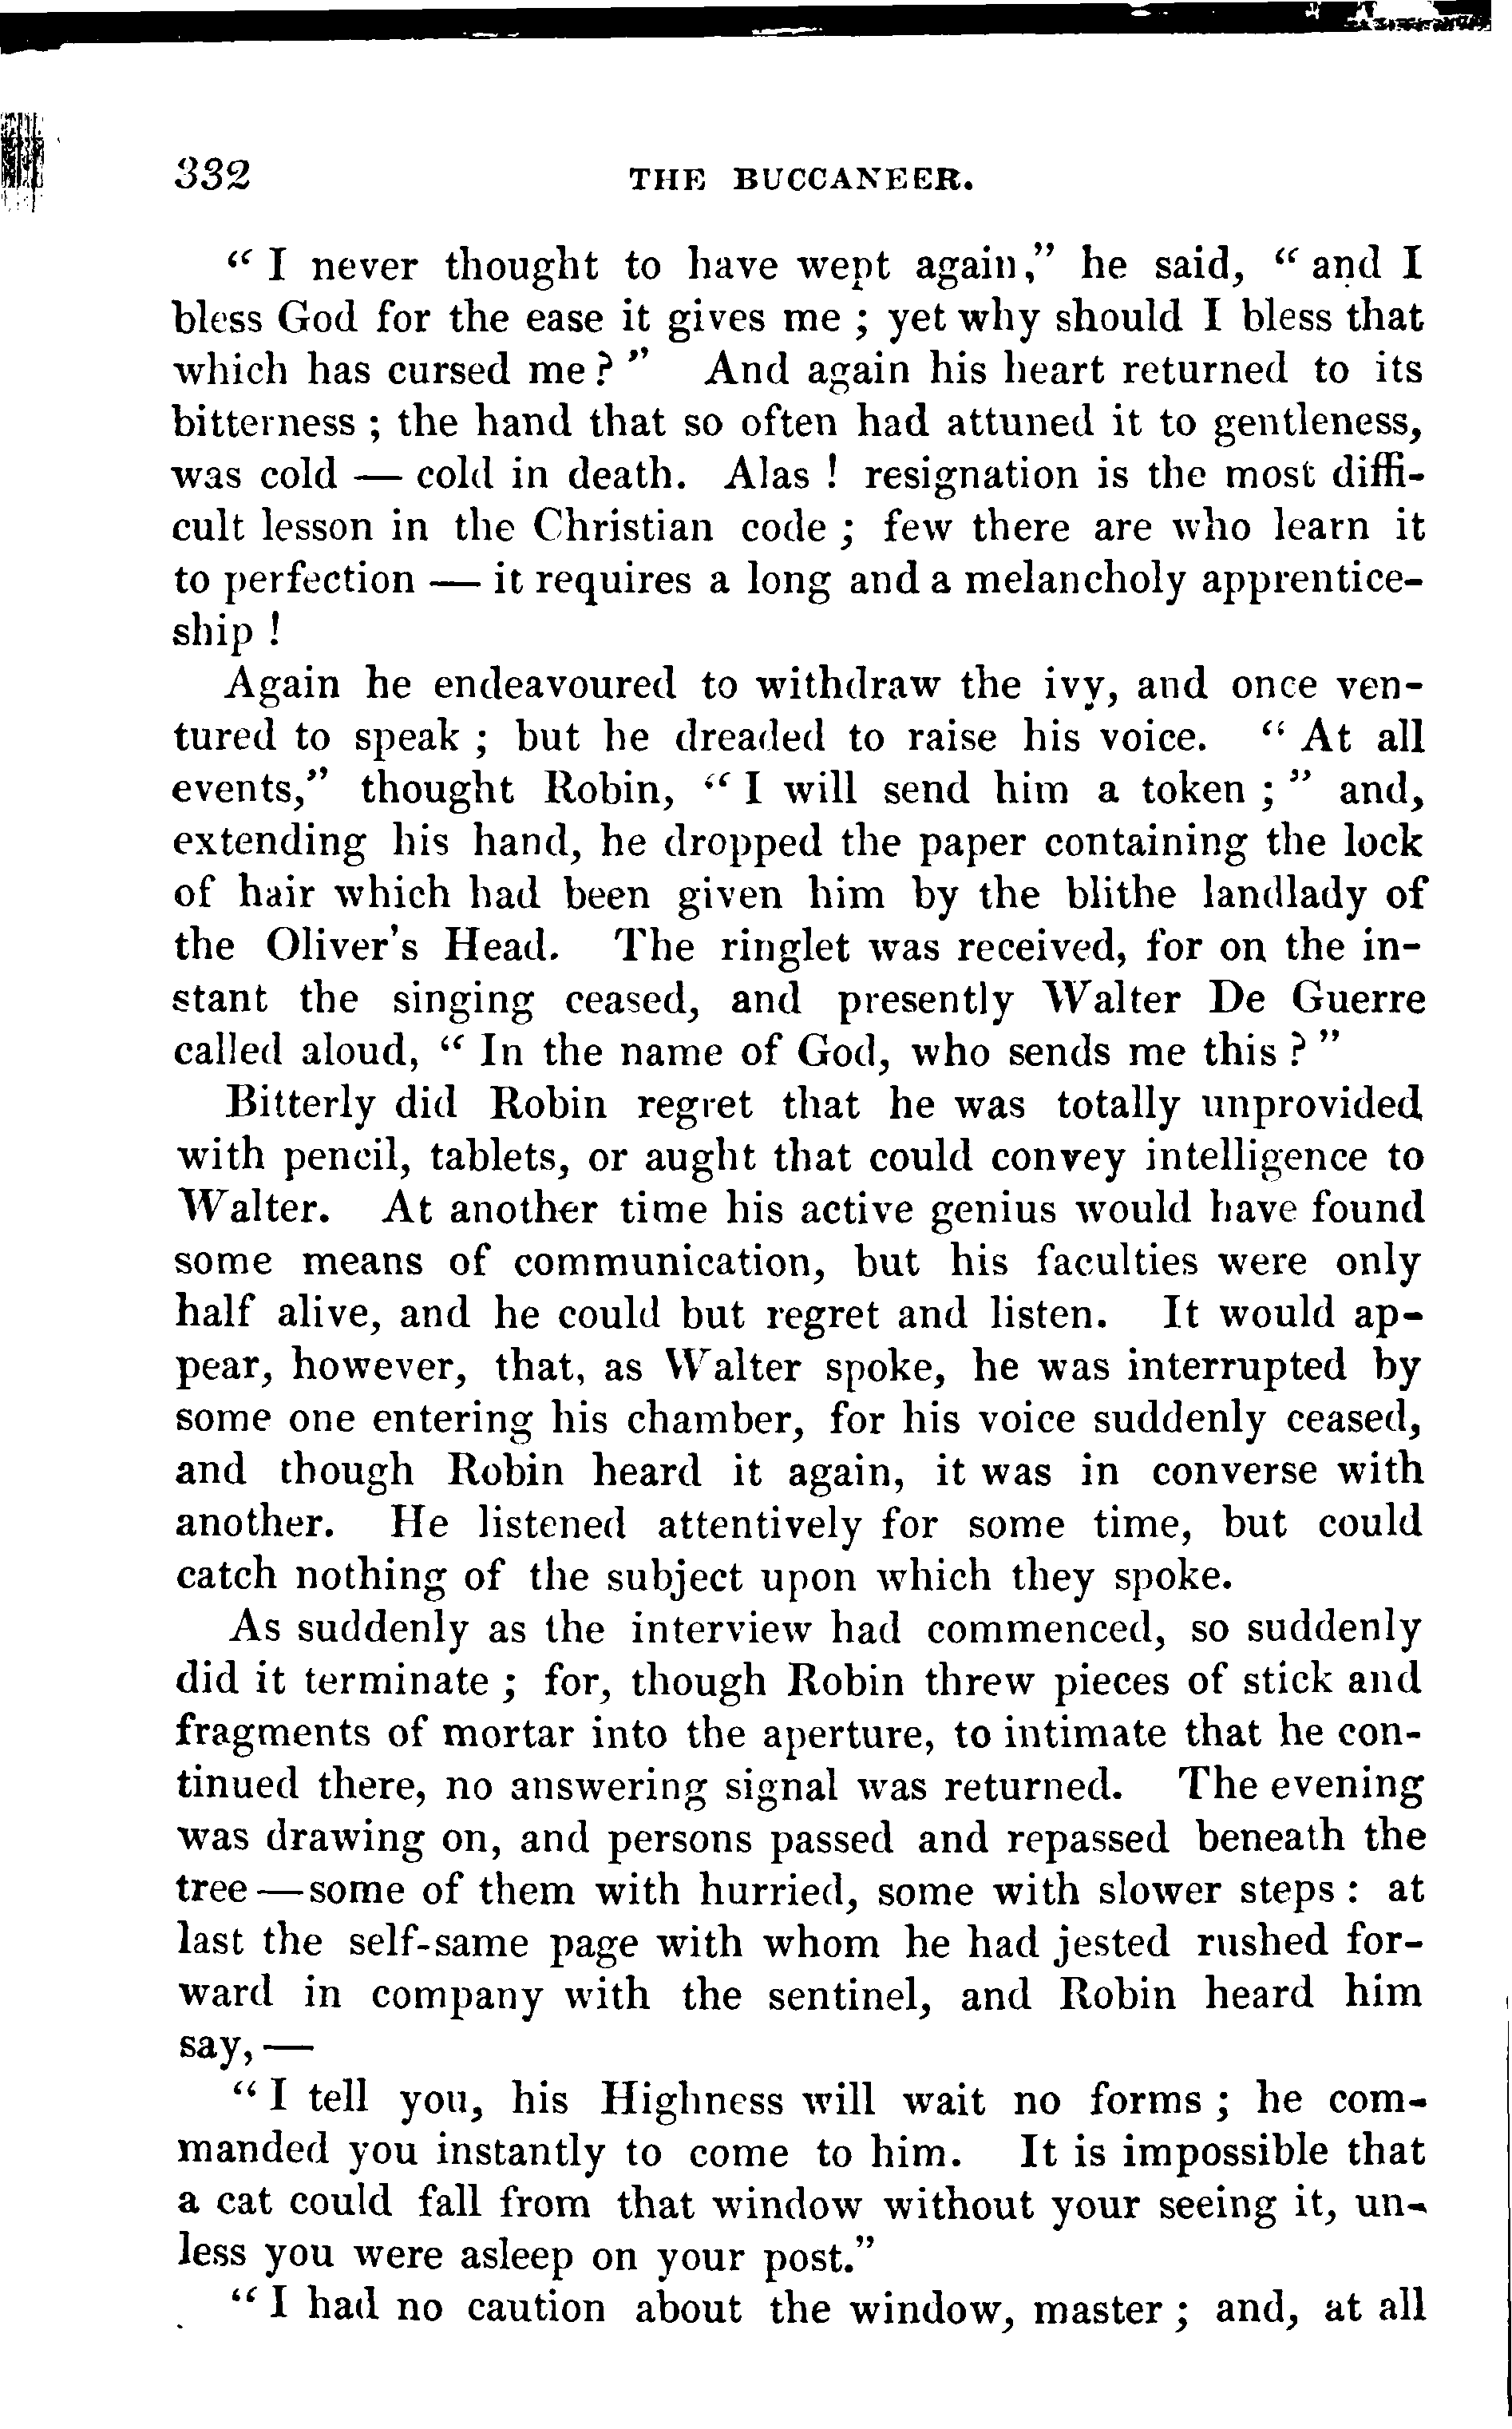 332 THE BUCCANEER.
“ I never thought to have wept again,” he said, “ and I
bless God for the ease it gives me ; yet why should I bless that
which has cursed me ? ” And again his heart returned to its
bitterness ; the hand that so often had attuned it to gentleness,
was cold — cold in death. Alas ! resignation is the most diffi-
cult lesson in the Christian code ; few there are who learn it
to perfection — it requires a long and a melancholy apprentice-
ship !
Again he endeavoured to withdraw the ivy, and once ven-
tured to speak ; but he dreaded to raise his voice. “ At all
events,” thought Robin, “ I will send him a token ; ” and,
extending his hand, he dropped the paper containing the lock
of hair which had been given him by the blithe landlady of
the Oliver’s Head. The ringlet was received, for on the in-
stant the singing ceased, and presently Walter De Guerre
called aloud, “ In the name of God, who sends me this ? ”
Bitterly did Robin regret that he was totally unprovided
with pencil, tablets, or aught that could convey intelligence to
Walter. At another time his active genius would have found
some means of communication, but his faculties were only
half alive, and he could but regret and listen. It would ap-
pear, however, that, as Walter spoke, he was interrupted by
some one entering his chamber, for his voice suddenly ceased,
and though Robin heard it again, it was in converse with
another. He listened attentively for some time, but could
catch nothing of the subject upon which they spoke.
As suddenly as the interview had commenced, so suddenly
did it terminate ; for, though Robin threw pieces of stick and
fragments of mortar into the aperture, to intimate that he con-
tinued there, no answering signal was returned. The evening
was drawing on, and persons passed and repassed beneath the
tree — some of them with hurried, some with slower steps : at
last the self-same page with whom he had jested rushed for-
ward in company with the sentinel, and Robin heard him
say, —
“ I tell you, his Highness will wait no forms ; he com-
manded you instantly to come to him. It is impossible that
a cat could fall from that window without your seeing it, un-
less you were asleep on your post.”
“ I had no caution about the window, master ; and, at all